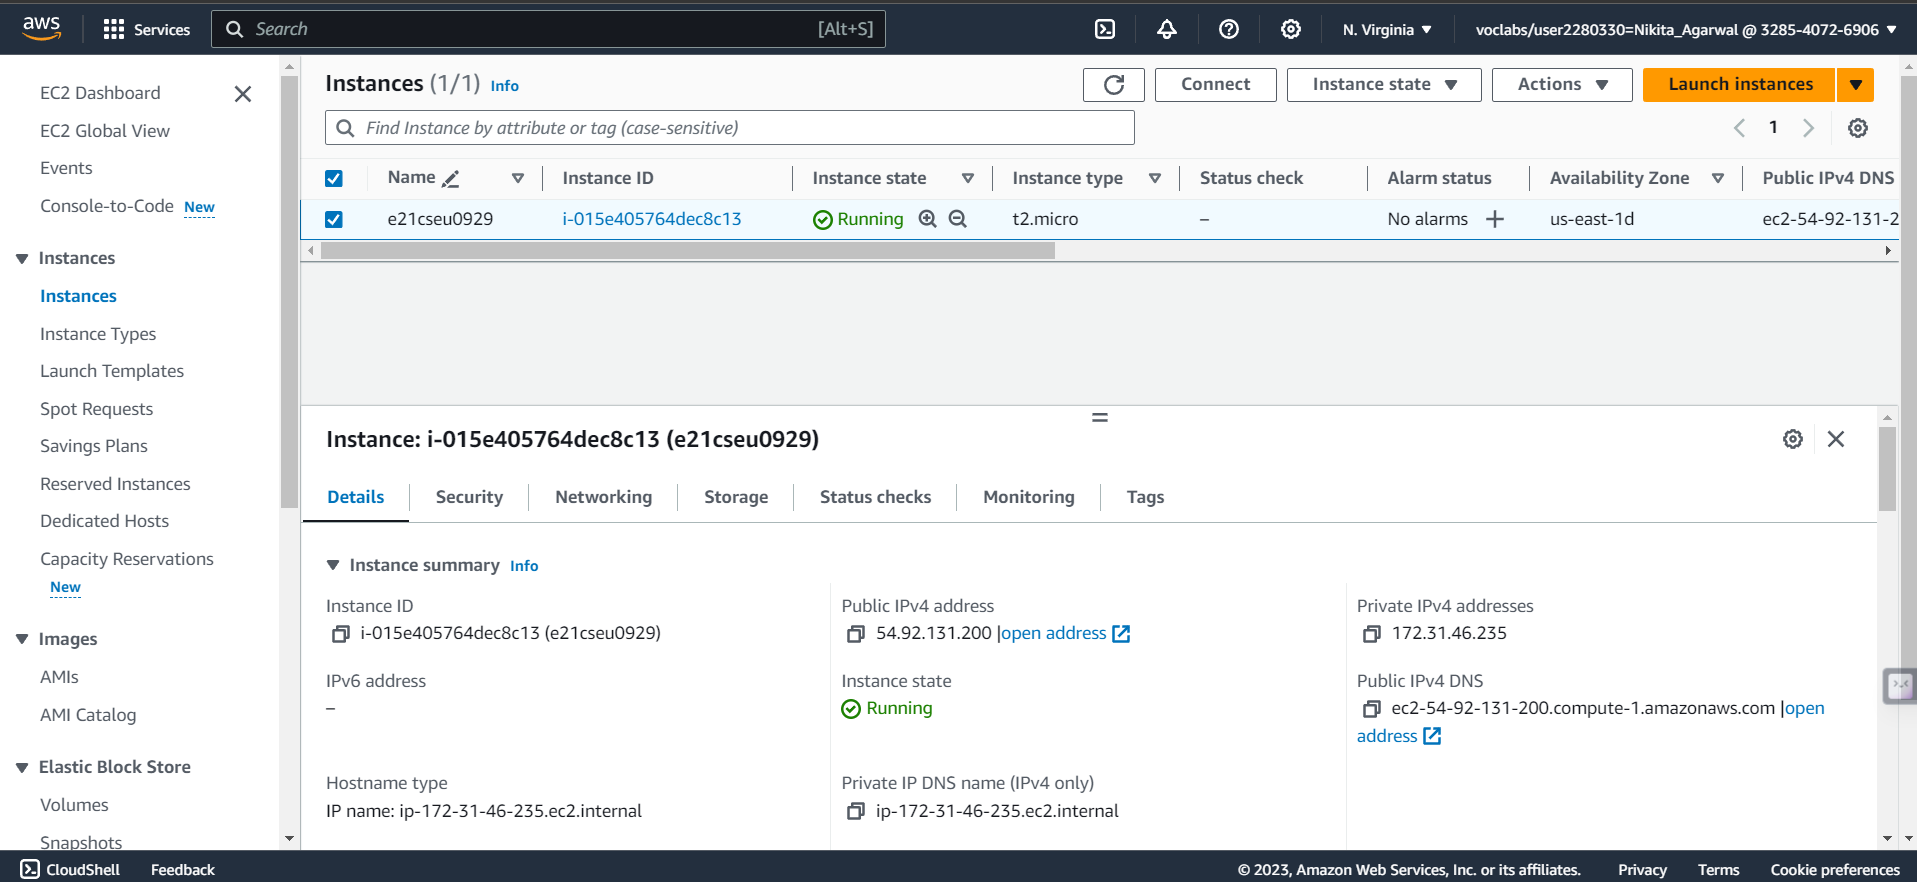 aws Services Search [Alt+S] N. Virginia voclabs/user2280330=Nikita_Agarwal @ 3285-4072-6906
EC2 Dashboard
EC2 Global View
Events
Console-to-Code New
Instances
Instances
Instance Types
Launch Templates
Spot Requests
Savings Plans
Reserved Instances
Dedicated Hosts
Capacity Reservations
New
Images
AMIs
AMI Catalog
Elastic Block Store
Volumes
Snapshots
Instances (1/1) Info Connect Instance state Actions Launch instances
Find Instance by attribute or tag (case-sensitive) 1
Name Instance ID Instance state Instance type Status check Alarm status Availability Zone Public IPv4 DNS
e21cseu0929 i-015e405764dec8c13 Running t2.micro – No alarms us-east-1d ec2-54-92-131-2
Instance: i-015e405764dec8c13 (e21cseu0929)
Details Security Networking Storage Status checks Monitoring Tags
Instance summary Info
Instance ID
i-015e405764dec8c13 (e21cseu0929)
Public IPv4 address
54.92.131.200 |open address
Private IPv4 addresses
172.31.46.235
IPv6 address
–
Instance state
Running
Public IPv4 DNS
ec2-54-92-131-200.compute-1.amazonaws.com |open
address
Hostname type
IP name: ip-172-31-46-235.ec2.internal
Private IP DNS name (IPv4 only)
ip-172-31-46-235.ec2.internal
CloudShell Feedback © 2023, Amazon Web Services, Inc. or its affiliates. Privacy Terms Cookie preferences